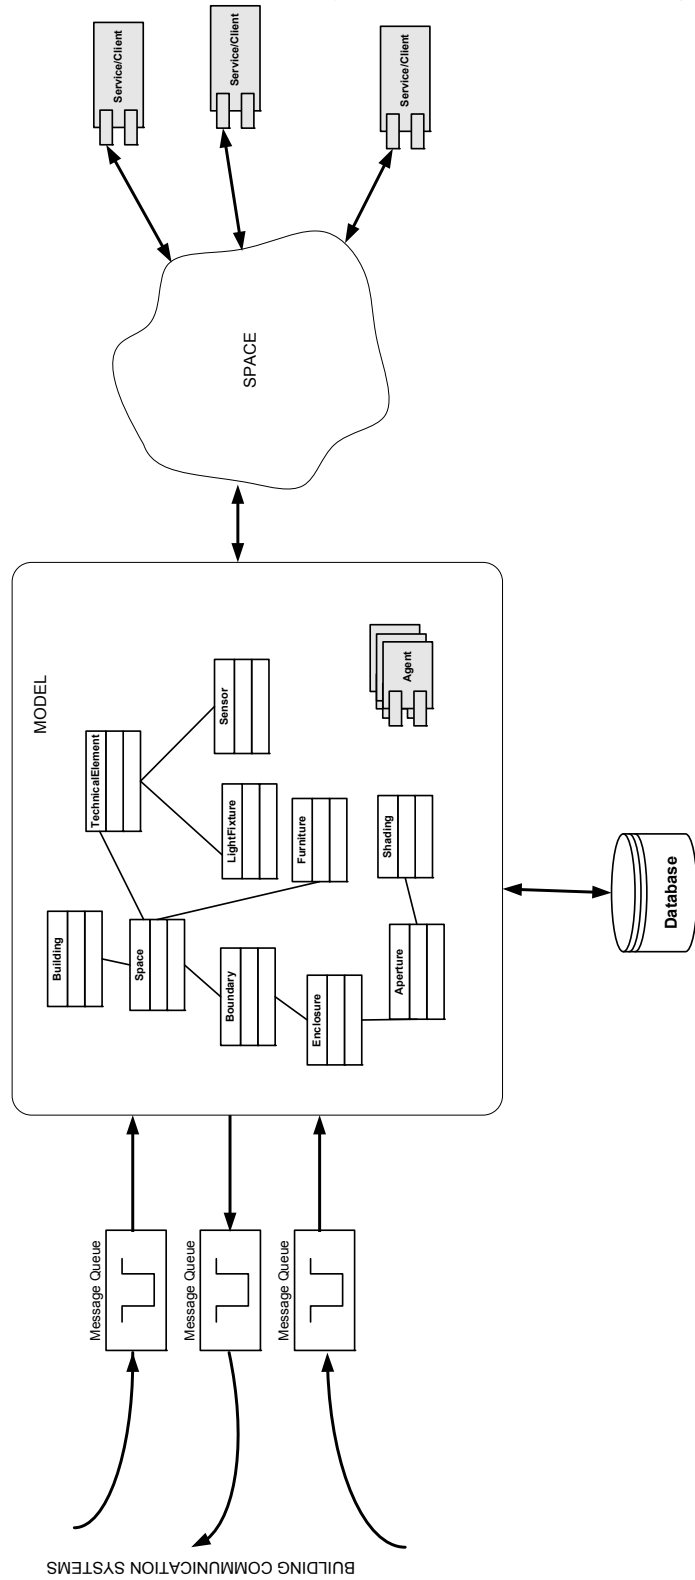 BUILDING COMMUNICATION SYSTEMS
Message Queue
Message Queue
Message Queue
MODEL
Building
TechnicalElement
Space
Sensor
LightFixture
Boundary
Furniture
Enclosure
Shading
Aperture
Agent
SPACE
Service/Client
Service/Client
Service/Client
Database